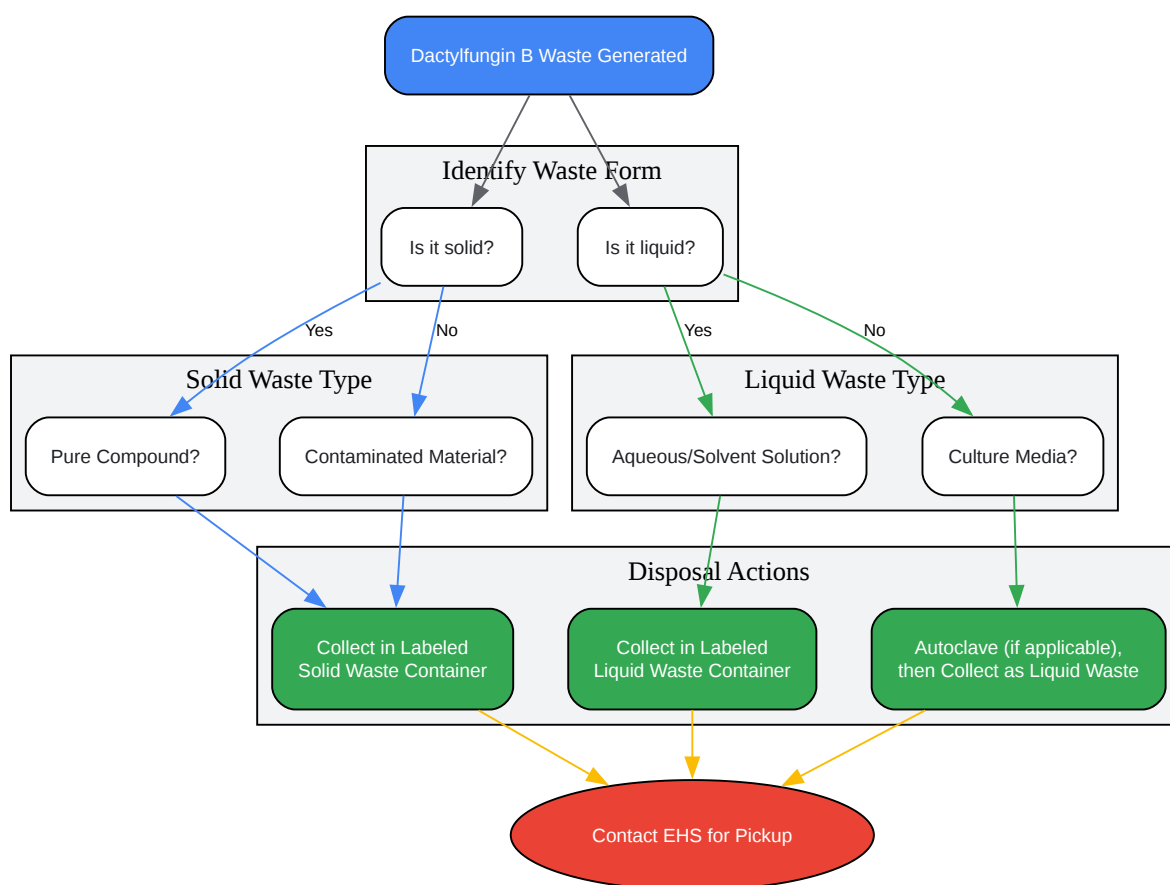 Dactylfungin B Waste Generated
Identify Waste Form
Is it solid?
Is it liquid?
Yes
No
Yes
No
Solid Waste Type
Liquid Waste Type
Pure Compound?
Contaminated Material?
Aqueous/Solvent Solution?
Culture Media?
Disposal Actions
Collect in Labeled
Solid Waste Container
Collect in Labeled
Liquid Waste Container
Autoclave (if applicable),
then Collect as Liquid Waste
Contact EHS for Pickup